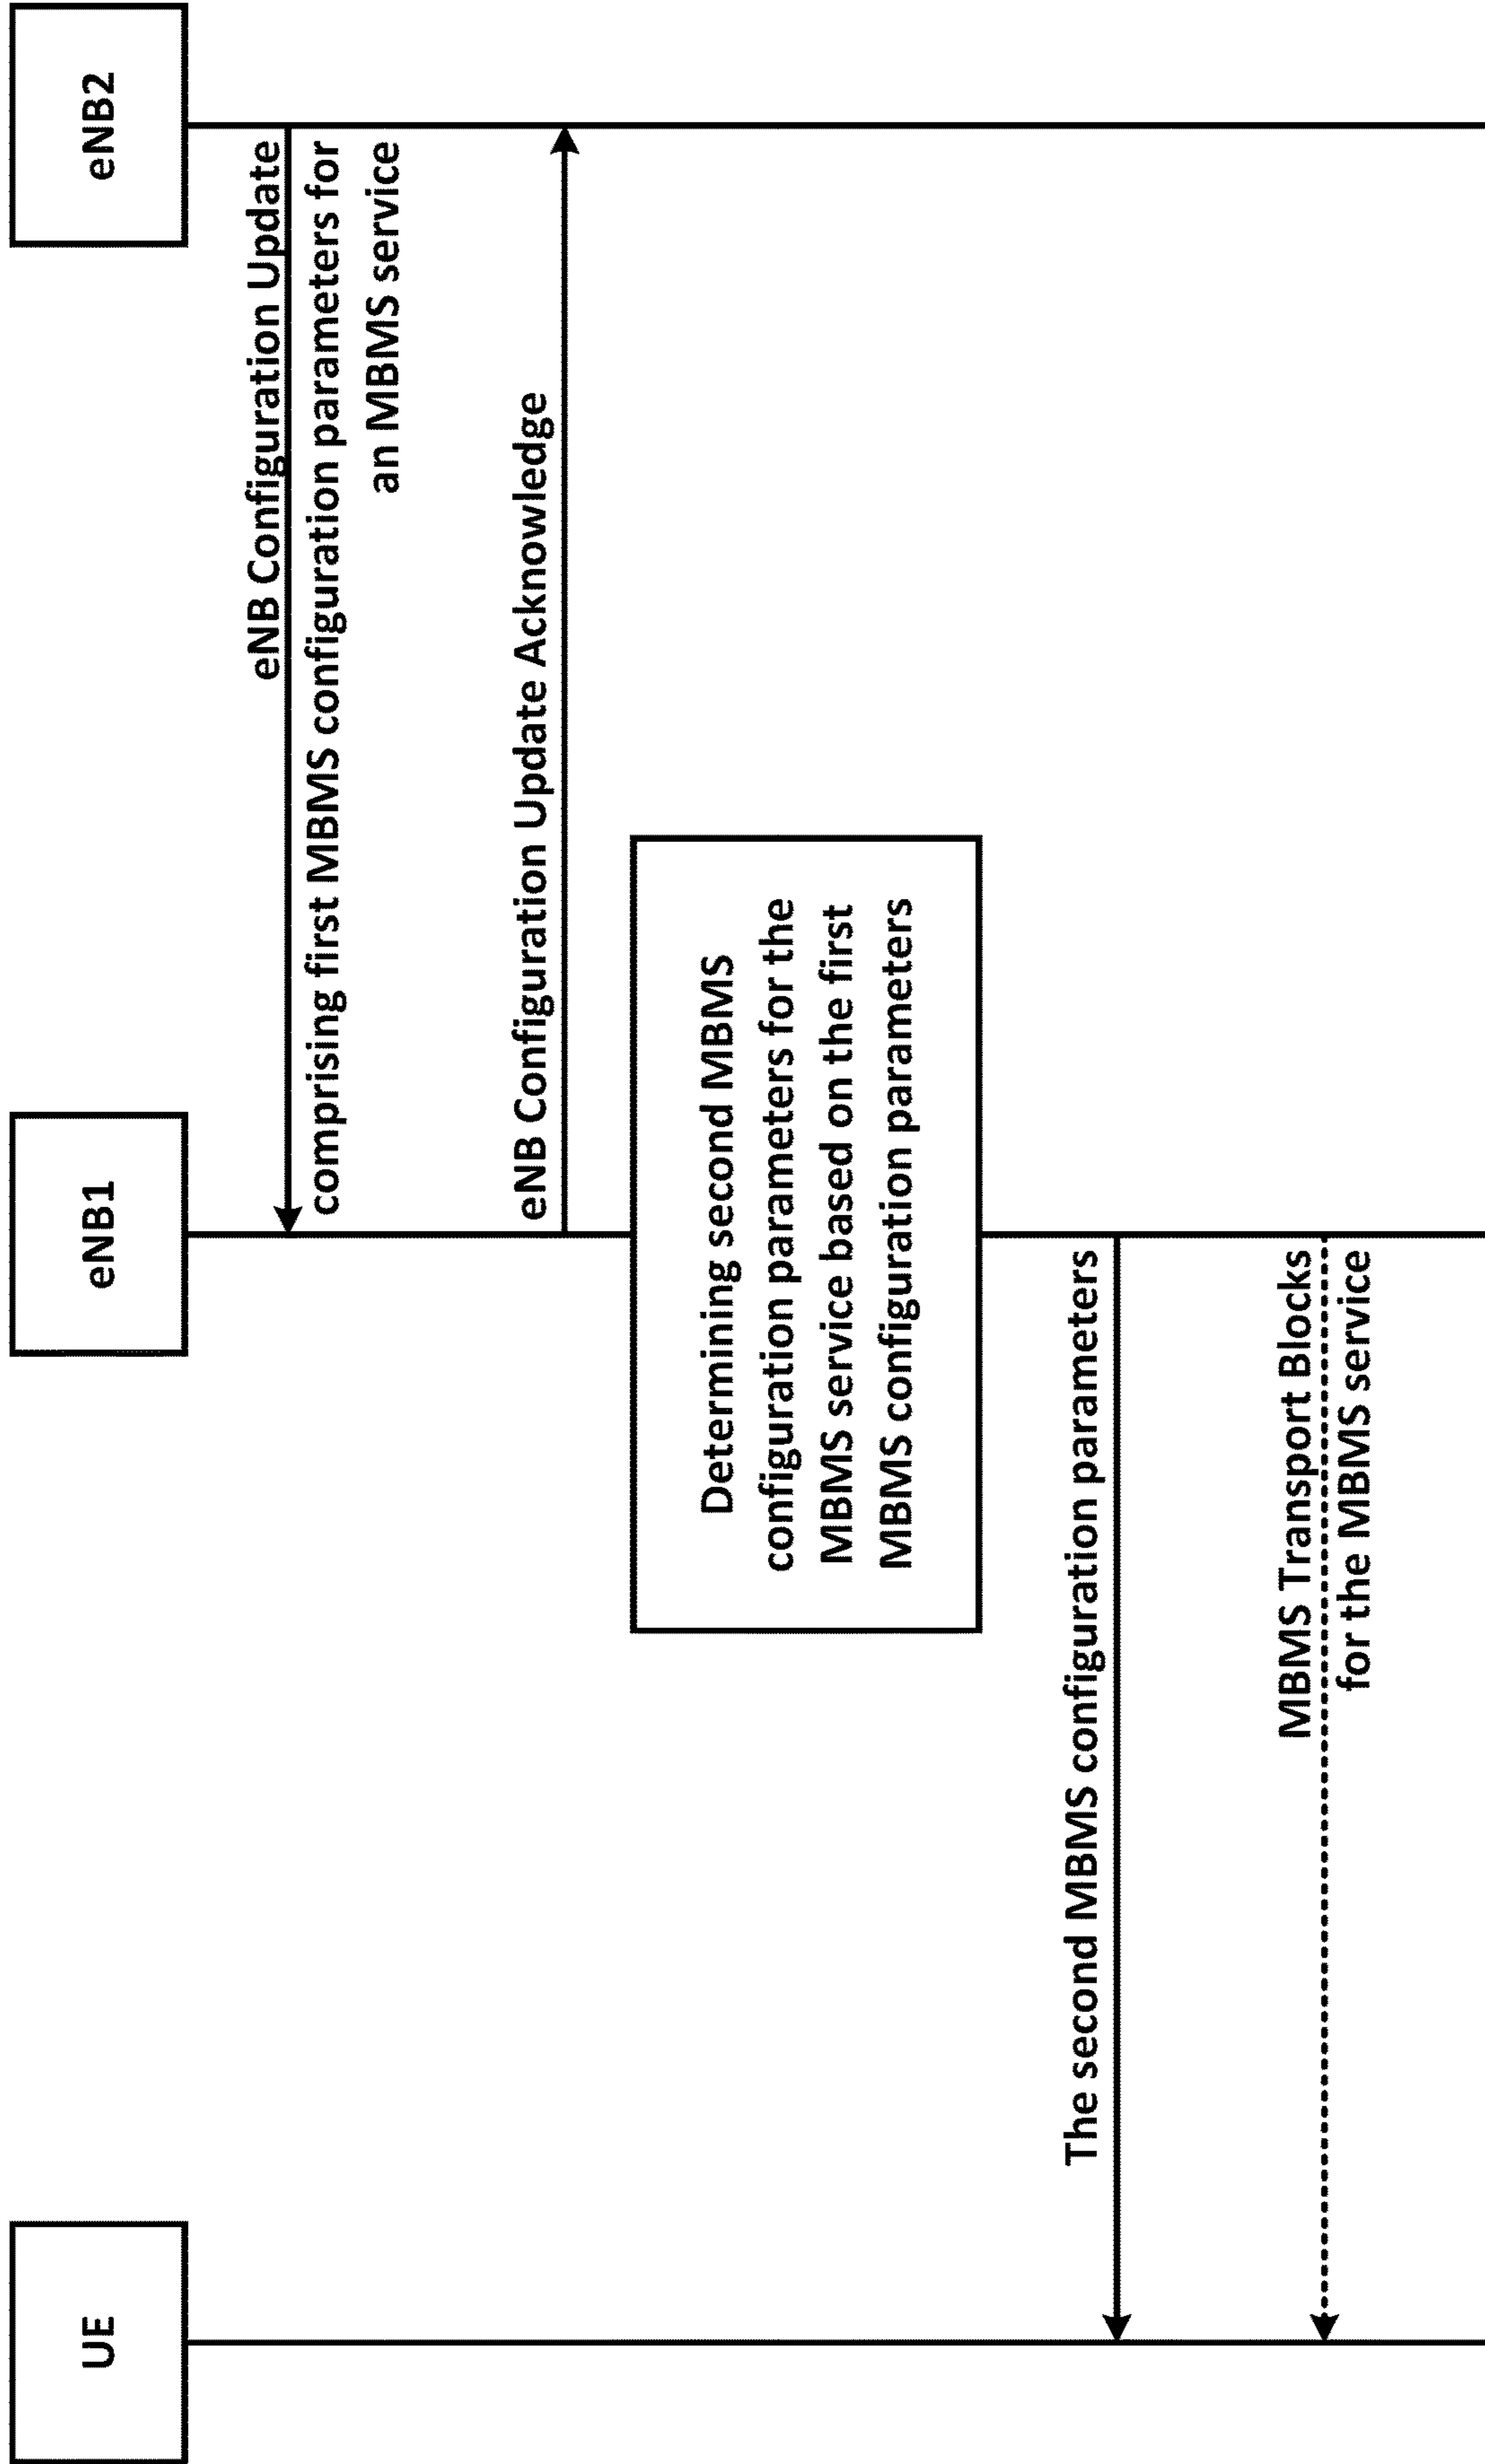 UE
eNB1
eNB2
eNB Configuration Update
comprising first MBMS configuration parameters for
an MBMS service
eNB Configuration Update Acknowledge
Determining second MBMS
configuration parameters for the
MBMS service based on the first
MBMS configuration parameters
The second MBMS configuration parameters
MBMS Transport Blocks
for the MBMS service